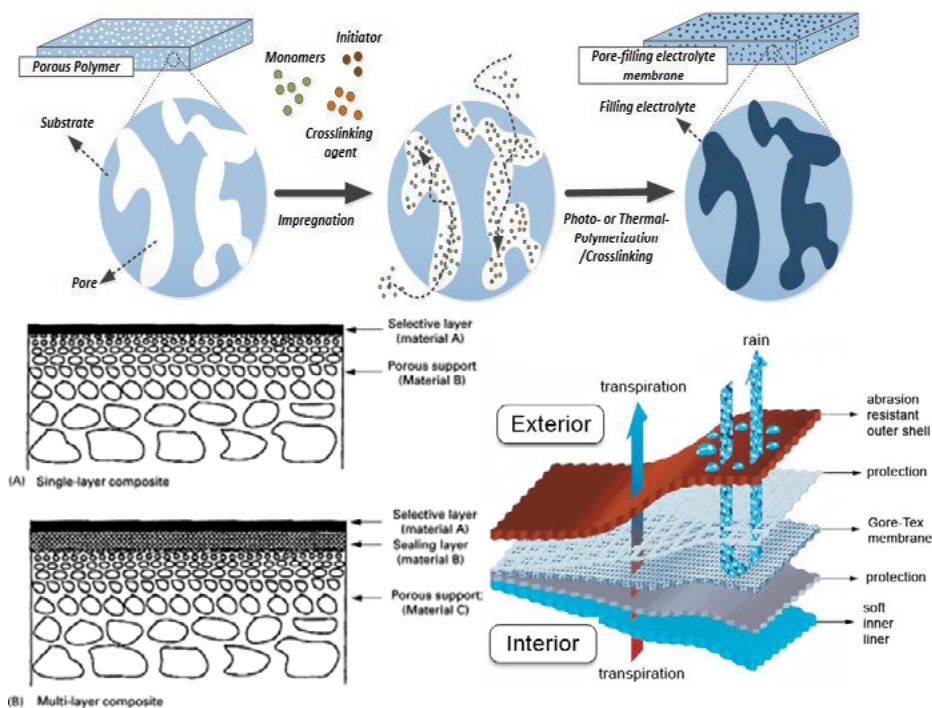 Porous Polymer
Substrate
Pore
Monomers
Initiator
Crosslinking
agent
Impregnation
Photo- or Thermal-
Polymerization
/Crosslinking
Pore-filling electrolyte
membrane
Filling electrolyte
Selective layer
(material A)
Porous support
(Material B)
(A) Single-layer composite
Selective layer
(material A)
Sealing layer
(material B)
Porous support:
(Material C)
(B) Multi-layer composite
rain
transpiration
Exterior
abrasion
resistant
outer shell
protection
Gore-Tex
membrane
protection
soft
inner
liner
Interior
transpiration